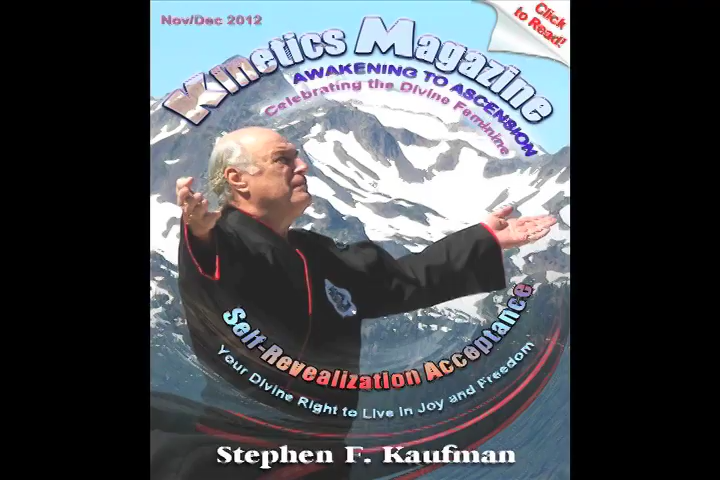 Nov/Dec 2012
Click
to Read!
Kinetics Magazine
AWAKENING TO ASCENSION
Celebrating the Divine Feminine
Self-Revealization Acceptance
Your Divine Right to Live in Joy and Freedom
Stephen F. Kaufman